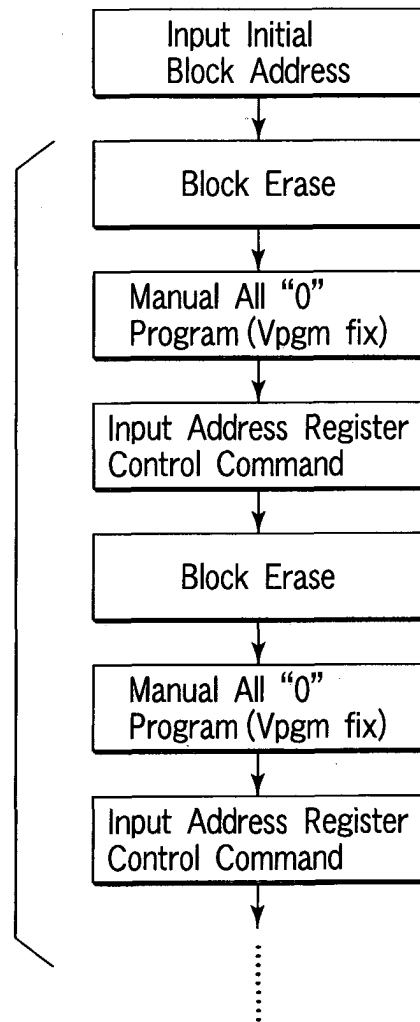 Input Initial
Block Address
Block Erase
Manual All “0”
Program (Vpgm fix)
Input Address Register
Control Command
Block Erase
Manual All “0”
Program (Vpgm fix)
Input Address Register
Control Command